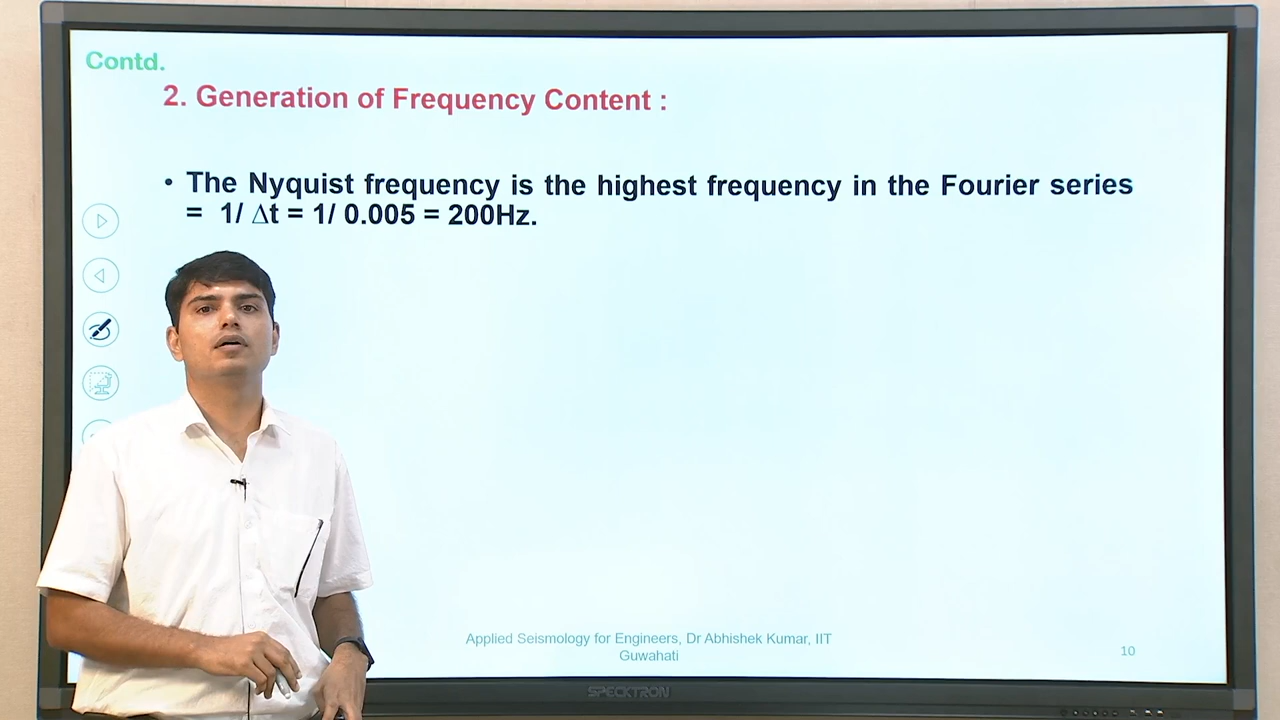 Contd.
2. Generation of Frequency Content :
• The Nyquist frequency is the highest frequency in the Fourier series
= 1/ Δt = 1/ 0.005 = 200Hz.
Applied Seismology for Engineers, Dr Abhishek Kumar, IIT
Guwahati
10
SPECKTRON